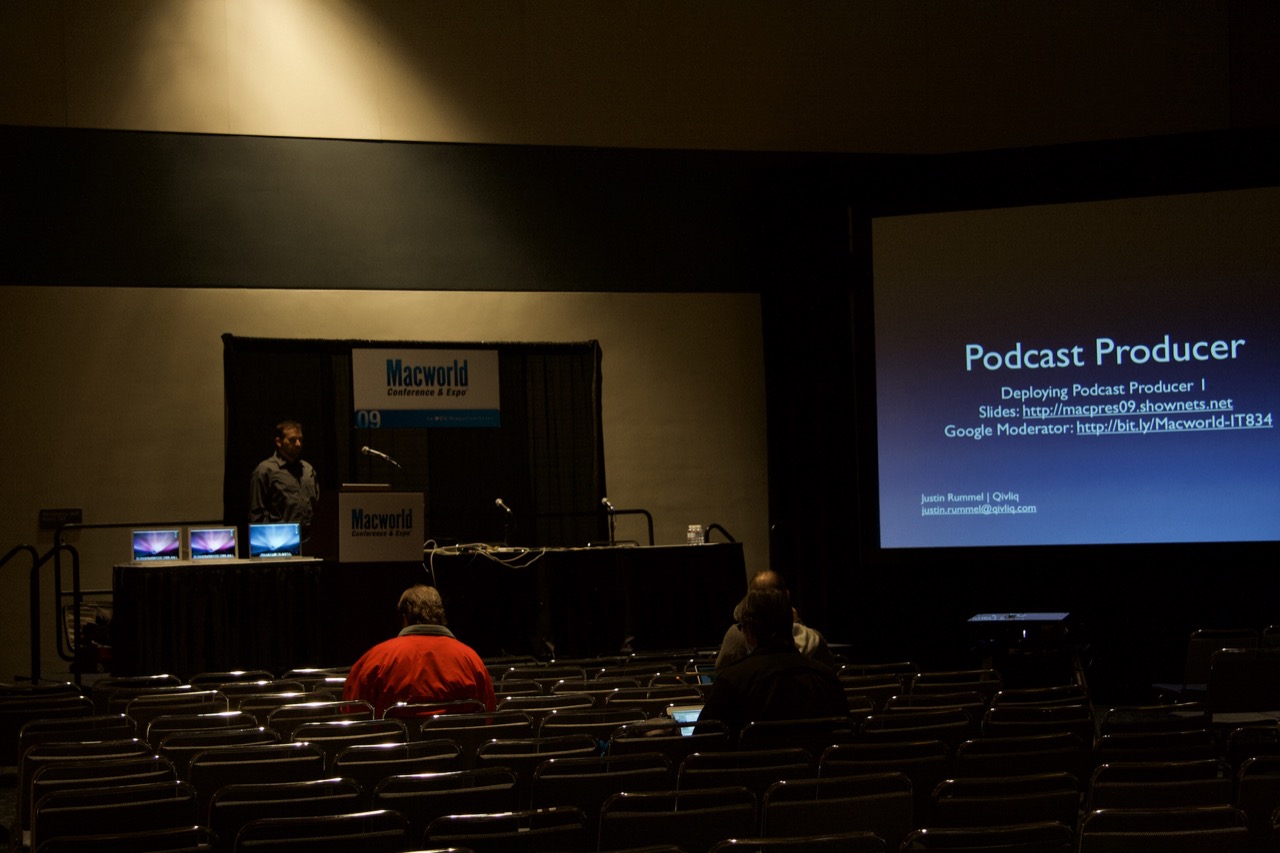 Macworld
Conference & Expo
09
Macworld
Conference & Expo
Podcast Producer
Deploying Podcast Producer 1
Slides: http://macpres09.shownets.net
Google Moderator: http://bit.ly/Macworld-IT834
Justin Rummel | Qivliq
justin.rummel@qivliq.com